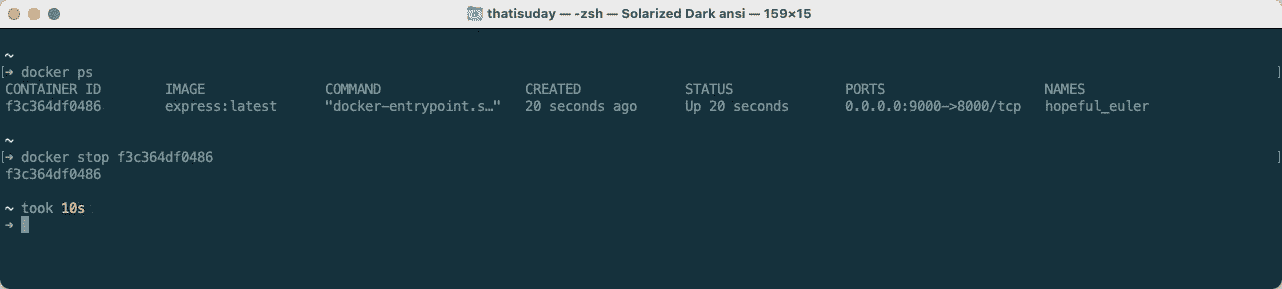 thatisuday — -zsh — Solarized Dark ansi — 159×15
~
[➜ docker ps ]
CONTAINER ID IMAGE COMMAND CREATED STATUS PORTS NAMES
f3c364df0486 express:latest "docker-entrypoint.s…" 20 seconds ago Up 20 seconds 0.0.0.0:9000->8000/tcp hopeful_euler
~
[➜ docker stop f3c364df0486 ]
f3c364df0486
~ took 10s
➜